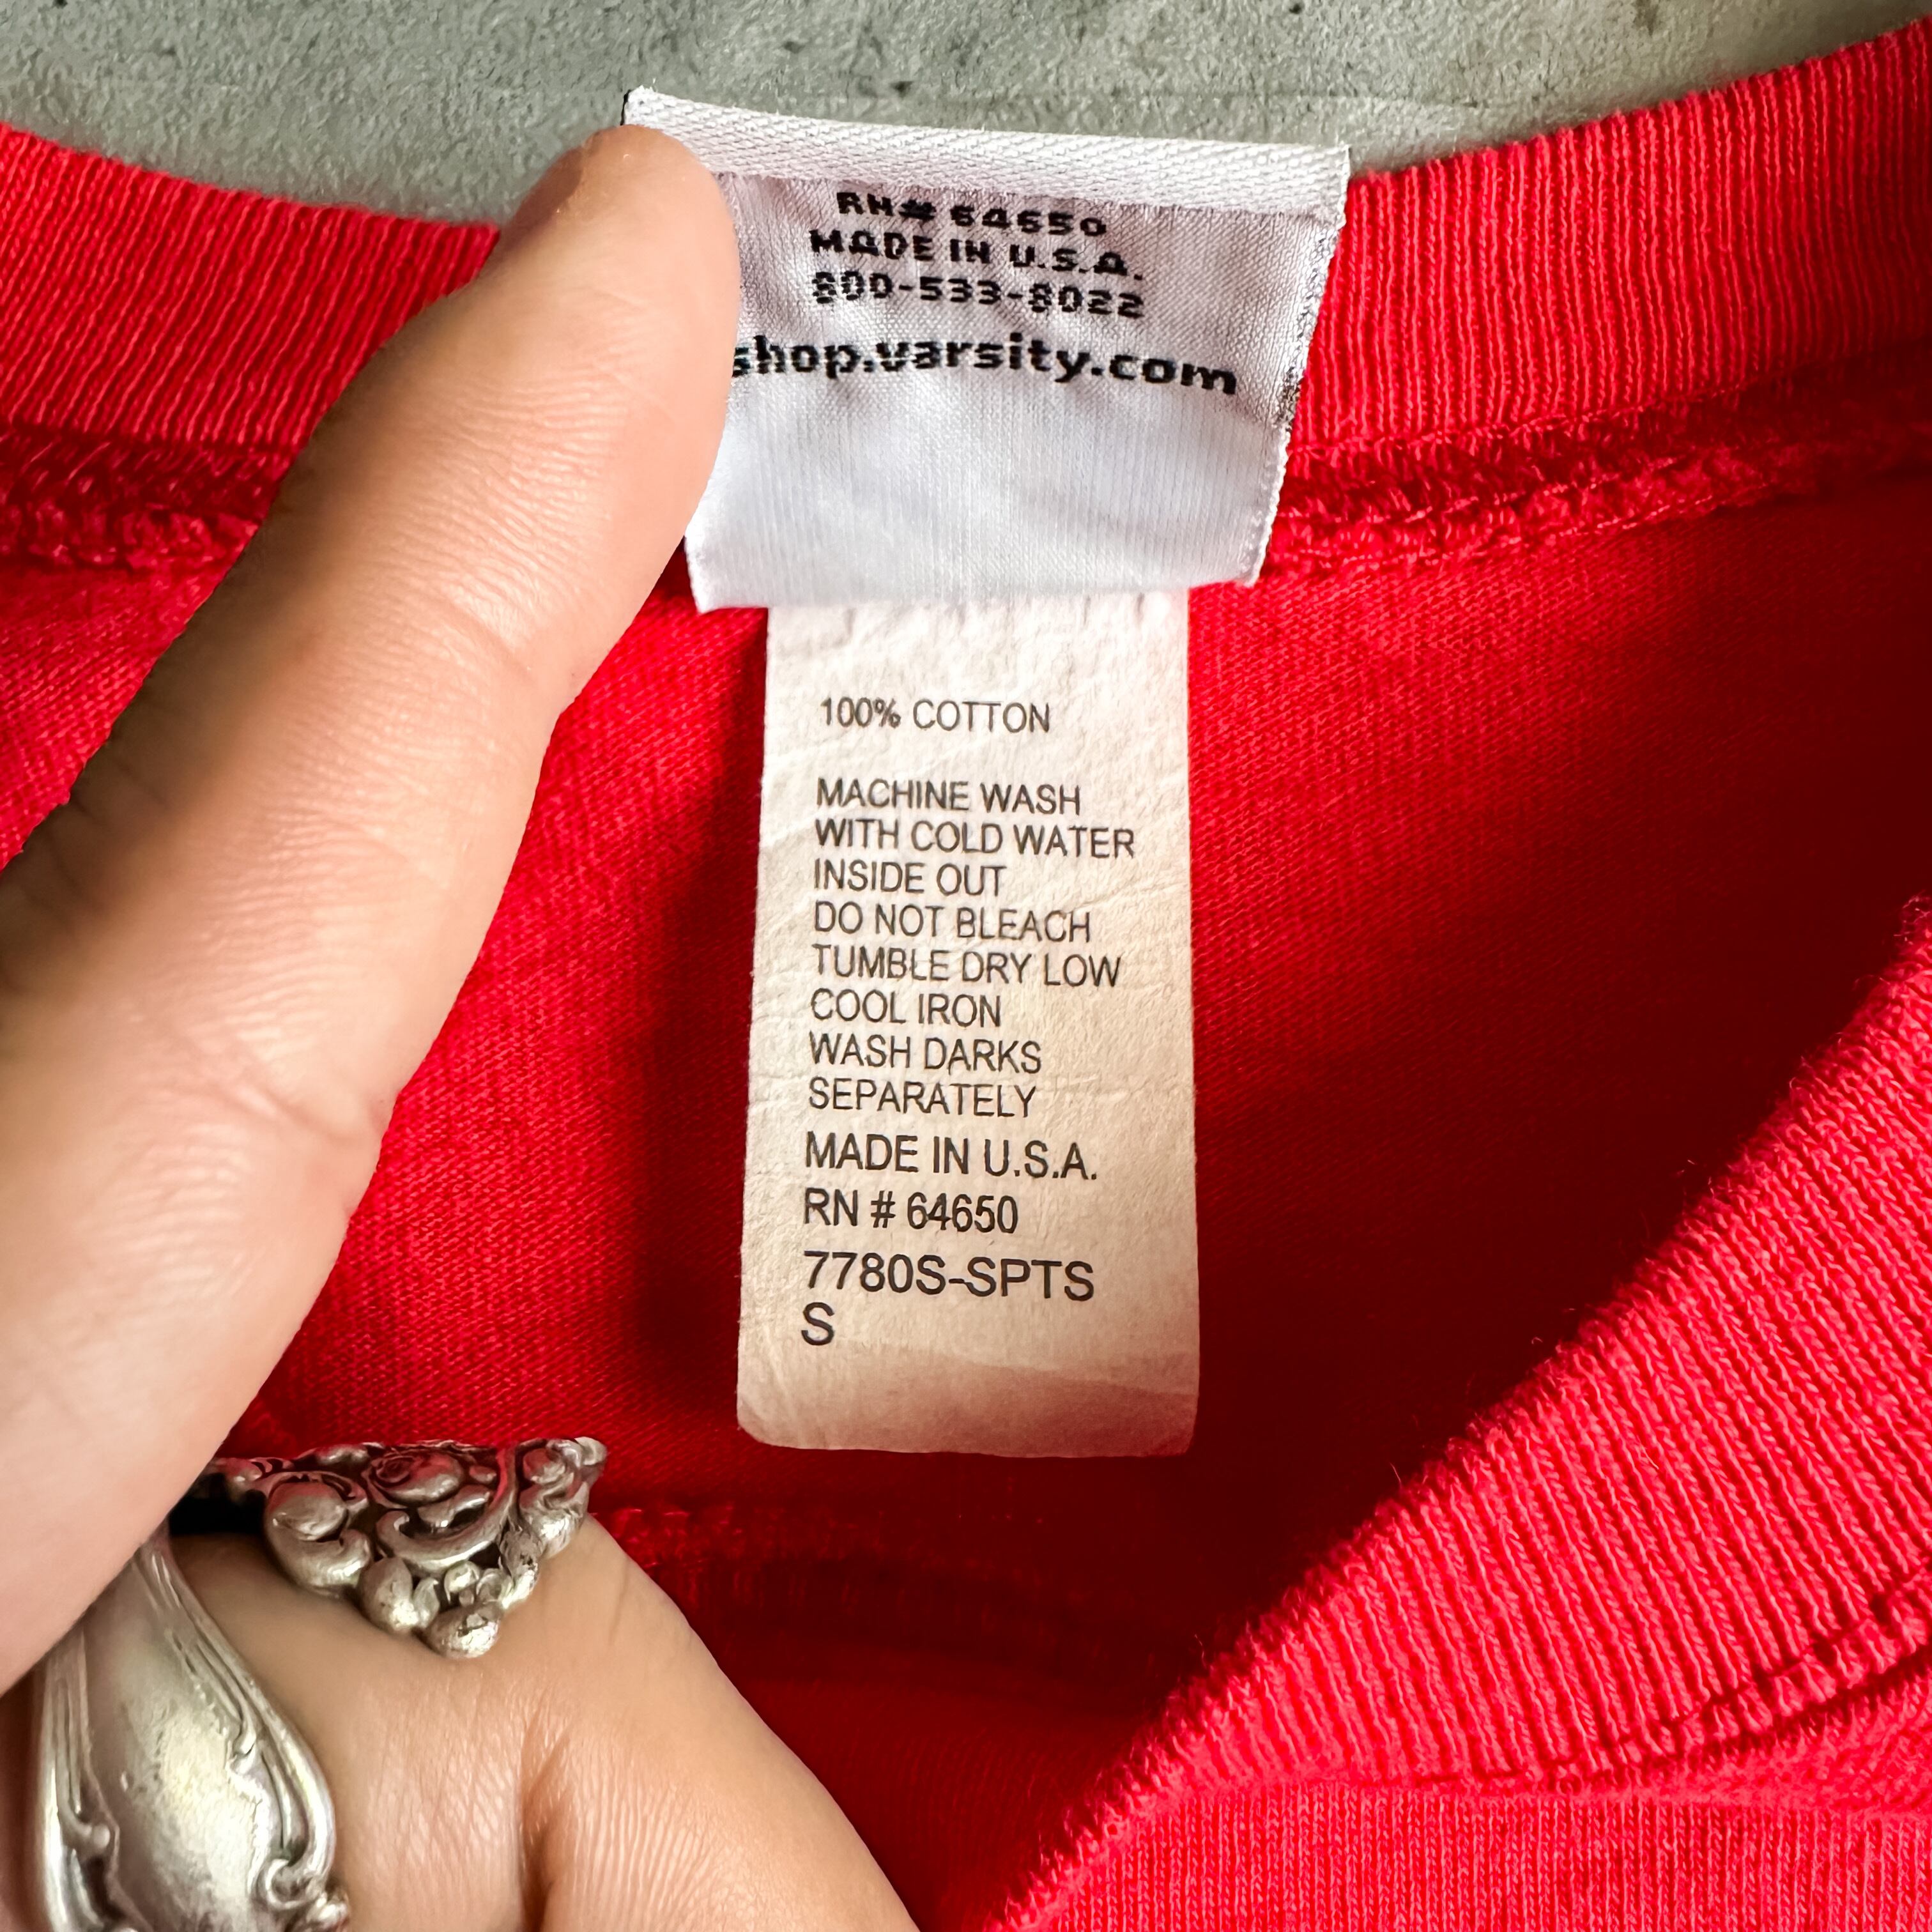 RN# 64650
MADE IN U.S.A.
800-533-8022
shop.varsity.com
100% COTTON
MACHINE WASH
WITH COLD WATER
INSIDE OUT
DO NOT BLEACH
TUMBLE DRY LOW
COOL IRON
WASH DARKS
SEPARATELY
MADE IN U.S.A.
RN # 64650
7780S-SPTS
S